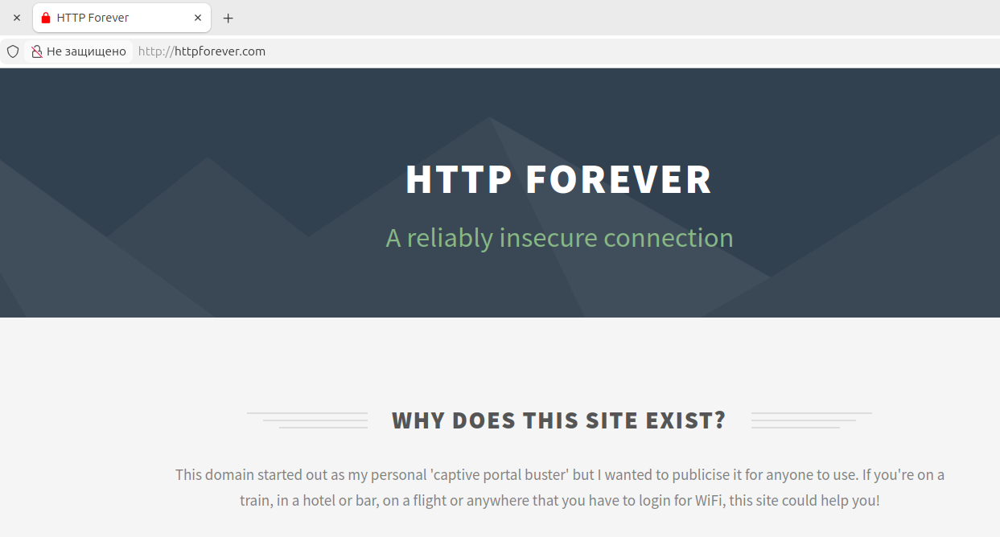 HTTP Forever
Не защищено http://httpforever.com
HTTP FOREVER
A reliably insecure connection
WHY DOES THIS SITE EXIST?
This domain started out as my personal 'captive portal buster' but I wanted to publicise it for anyone to use. If you're on a
train, in a hotel or bar, on a flight or anywhere that you have to login for WiFi, this site could help you!